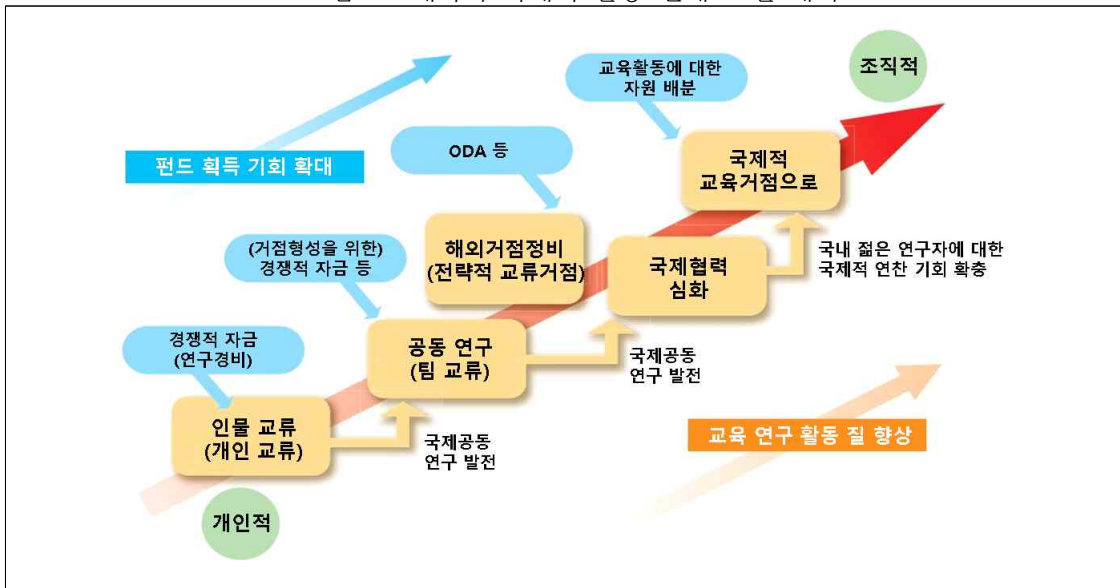 교육활동에 대한
자원 배분
조직적
펀드 획득 기회 확대
ODA 등
국제적
교육거점으로
(거점형성을 위한)
경쟁적 자금 등
해외거점정비
(전략적 교류거점)
국제협력
심화
국내 젊은 연구자에 대한
국제적 연찬 기회 확충
경쟁적 자금
(연구경비)
공동 연구
(팀 교류)
국제공동
연구 발전
인물 교류
(개인 교류)
국제공동
연구 발전
교육 연구 활동 질 향상
개인적